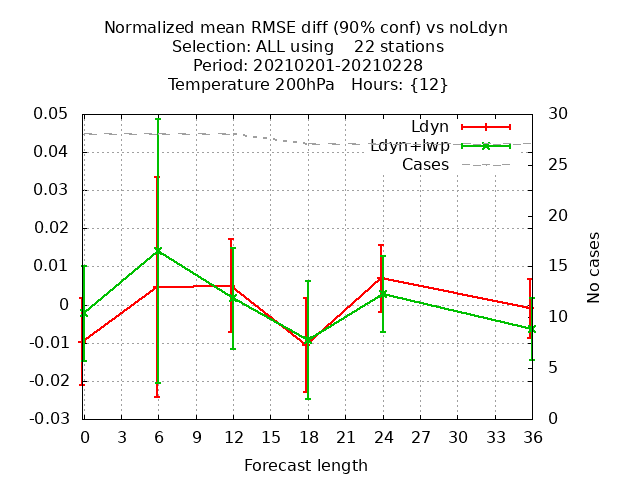 Normalized mean RMSE diff (90% conf) vs noLdyn
Selection: ALL using    22 stations
Period: 20210201-20210228
Temperature 200hPa   Hours: {12}
0.05
0.04
0.03
0.02
0.01
0
-0.01
-0.02
-0.03
Ldyn
Ldyn+lwp
Cases
30
25
20
15
10
5
0
No cases
0 3 6 9 12 15 18 21 24 27 30 33 36
Forecast length